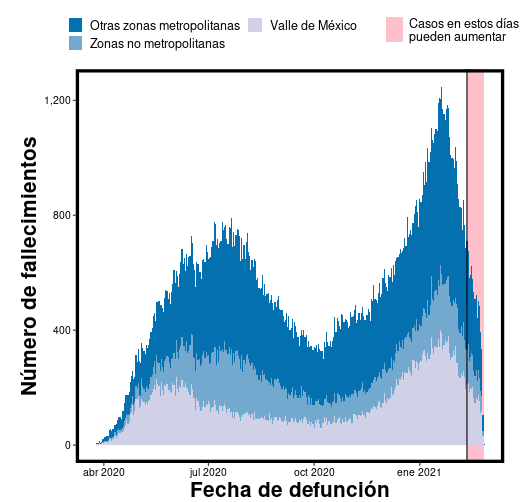 Otras zonas metropolitanas
Valle de México
Casos en estos días
pueden aumentar
Zonas no metropolitanas
Número de fallecimientos
1,200
800
400
0
abr 2020
jul 2020
oct 2020
ene 2021
Fecha de defunción